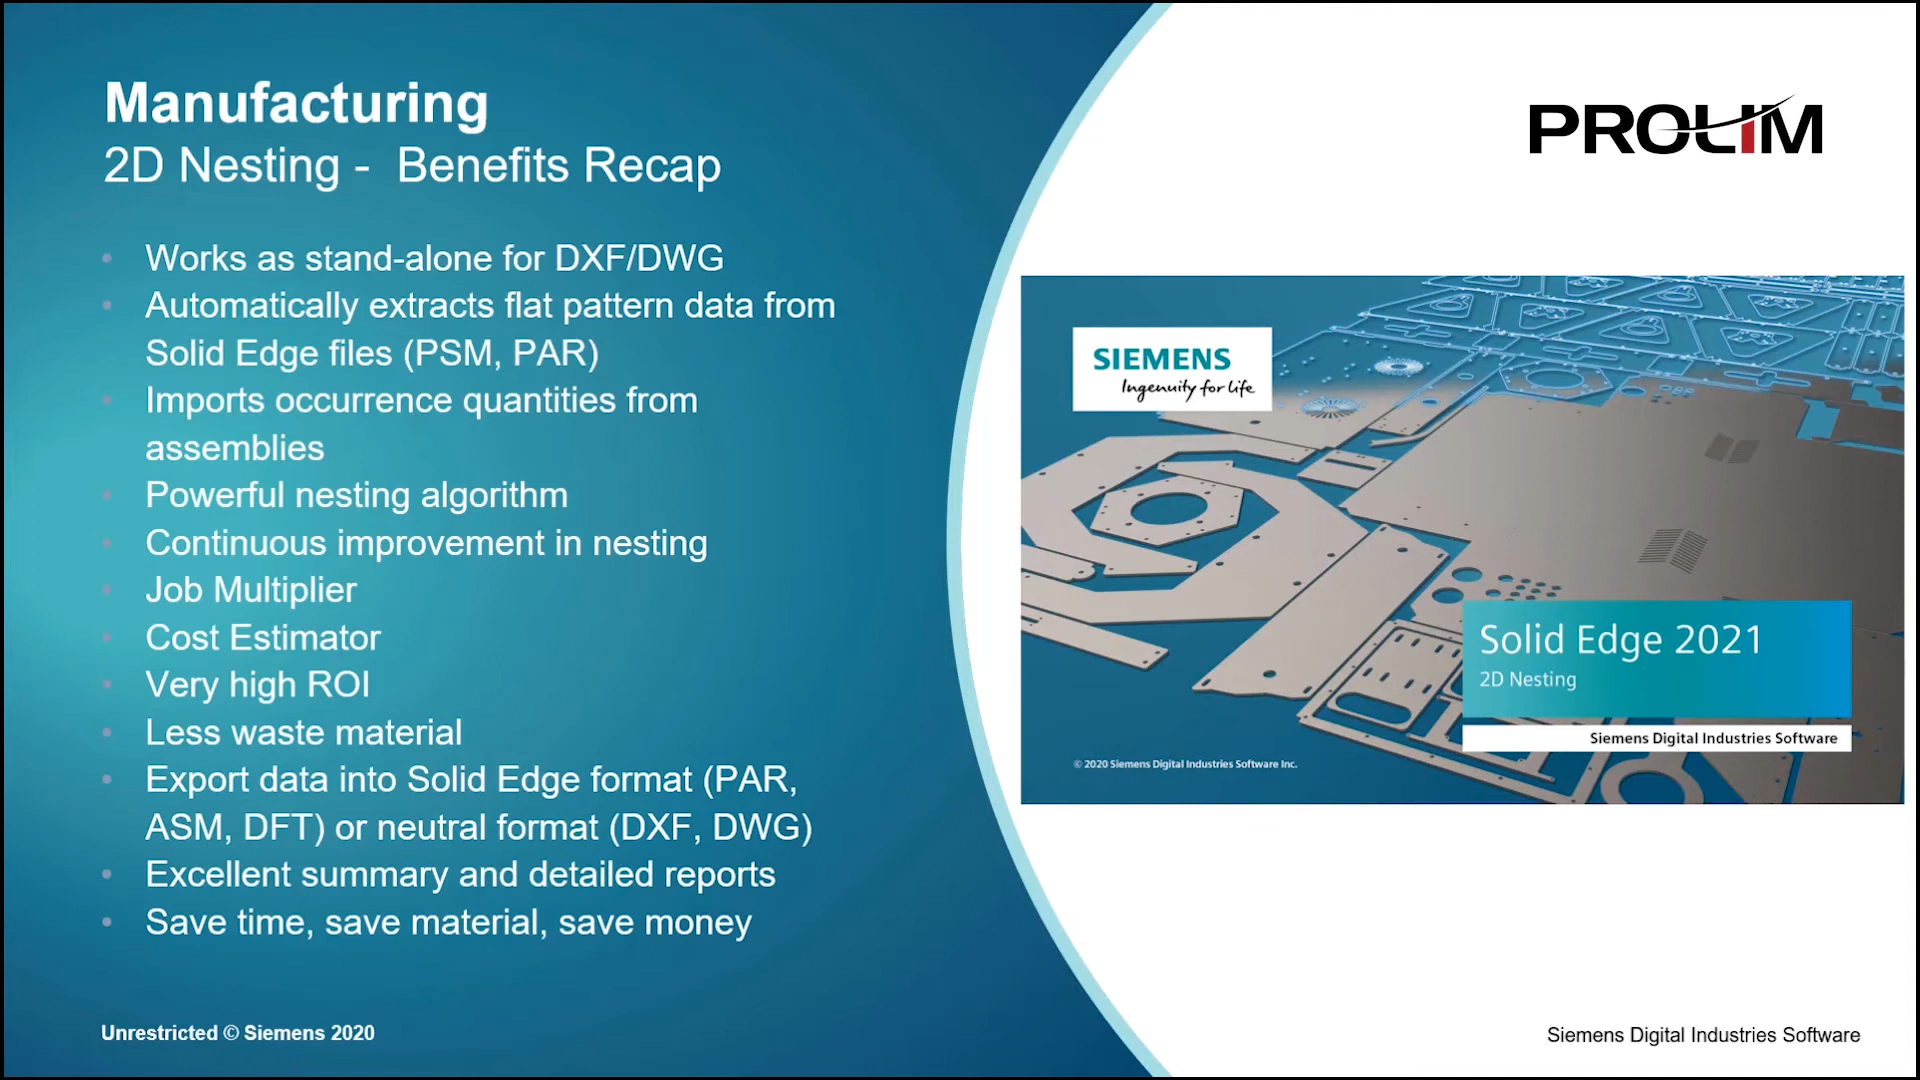 Manufacturing
2D Nesting - Benefits Recap
• Works as stand-alone for DXF/DWG
• Automatically extracts flat pattern data from
Solid Edge files (PSM, PAR)
• Imports occurrence quantities from
assemblies
• Powerful nesting algorithm
• Continuous improvement in nesting
• Job Multiplier
• Cost Estimator
• Very high ROI
• Less waste material
• Export data into Solid Edge format (PAR,
ASM, DFT) or neutral format (DXF, DWG)
• Excellent summary and detailed reports
• Save time, save material, save money
Unrestricted © Siemens 2020
PROLIM
SIEMENS
Ingenuity for life
Solid Edge 2021
2D Nesting
Siemens Digital Industries Software
© 2020 Siemens Digital Industries Software Inc.
Siemens Digital Industries Software